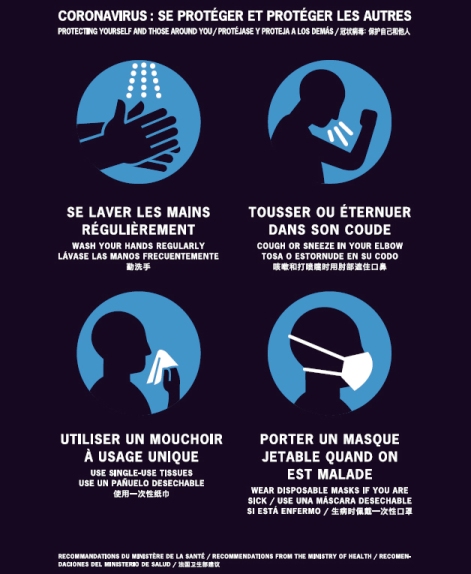 CORONAVIRUS : SE PROTÉGER ET PROTÉGER LES AUTRES
PROTECTING YOURSELF AND THOSE AROUND YOU / PROTÉJASE Y PROTEJA A LOS DEMÁS / 冠状病毒: 保护自己和他人
SE LAVER LES MAINS
RÉGULIÈREMENT
WASH YOUR HANDS REGULARLY
LÁVASE LAS MANOS FRECUENTEMENTE
勤洗手
TOUSSER OU ÉTERNUER
DANS SON COUDE
COUGH OR SNEEZE IN YOUR ELBOW
TOSA O ESTORNUDE EN SU CODO
咳嗽和打喷嚏时用肘部遮住口鼻
UTILISER UN MOUCHOIR
À USAGE UNIQUE
USE SINGLE-USE TISSUES
USE UN PAÑUELO DESECHABLE
使用一次性纸巾
PORTER UN MASQUE
JETABLE QUAND ON
EST MALADE
WEAR DISPOSABLE MASKS IF YOU ARE
SICK / USE UNA MÁSCARA DESECHABLE
SI ESTÁ ENFERMO / 生病时佩戴一次性口罩
RECOMMANDATIONS DU MINISTÈRE DE LA SANTÉ / RECOMMENDATIONS FROM THE MINISTRY OF HEALTH / RECOMEN-
DACIONES DEL MINISTERIO DE SALUD / 法国卫生部建议